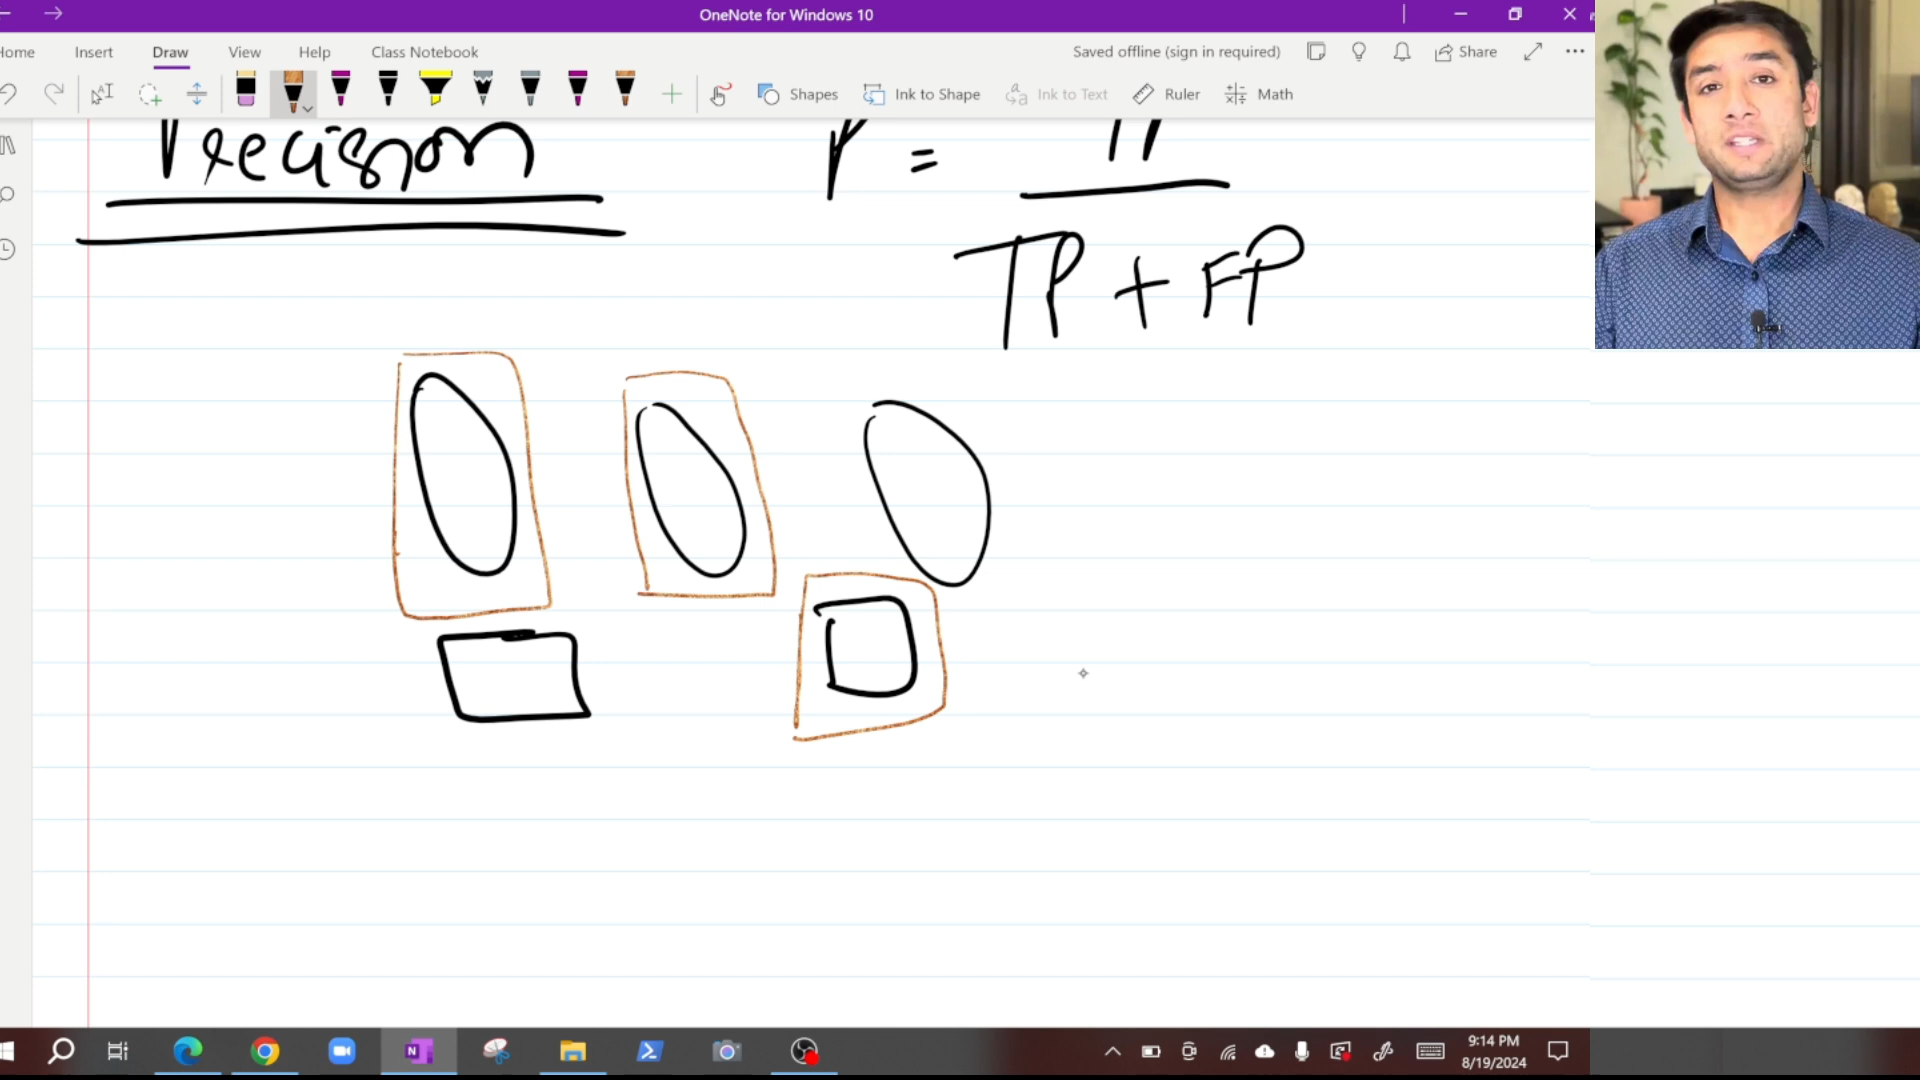 OneNote for Windows 10
Home Insert Draw View Help Class Notebook Saved offline (sign in required) Share
Shapes Ink to Shape Ink to Text Ruler Math
Precision P =
TP + FP
9:14 PM
8/19/2024